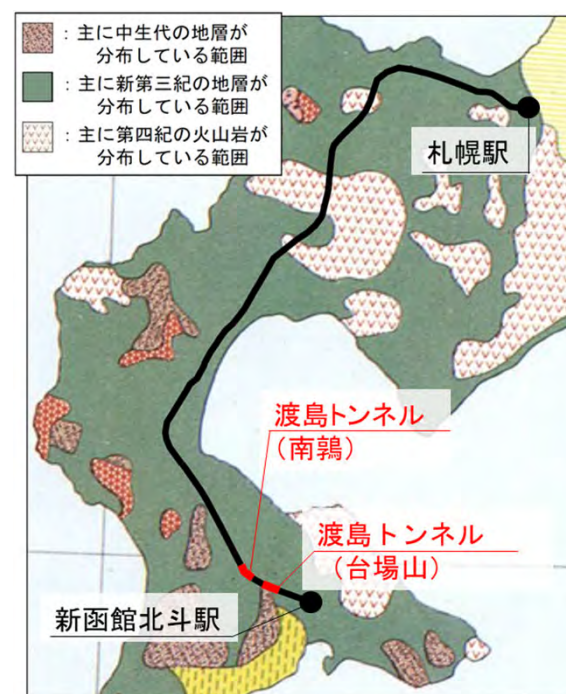 ：主に中生代の地層が
分布している範囲
：主に新第三紀の地層が
分布している範囲
：主に第四紀の火山岩が
分布している範囲
札幌駅
渡島トンネル
（南鶉）
渡島トンネル
（台場山）
新函館北斗駅